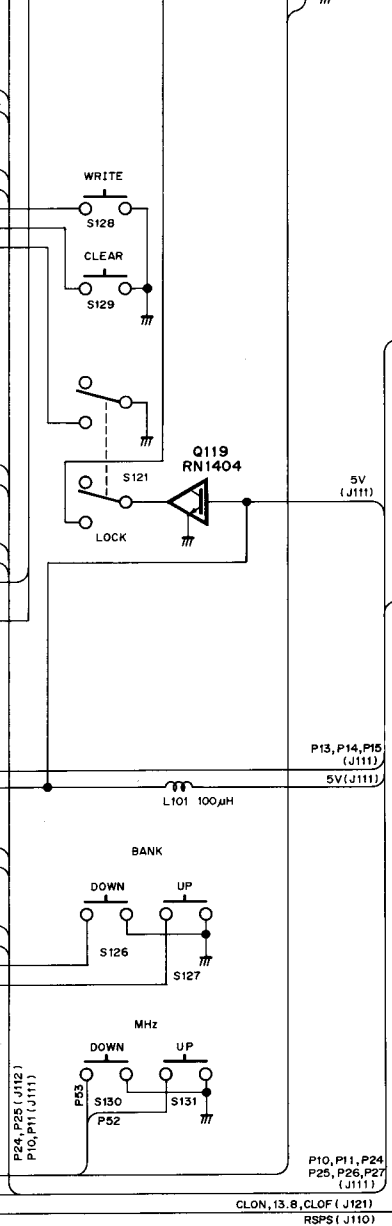 WRITE
S128
CLEAR
S129
Q119
RN1404
S121
LOCK
5V
(J111)
P13,P14,P15
(J111)
5V(J111)
L101 100μH
BANK
DOWN
UP
S126
S127
MHz
DOWN
UP
P53
S130
S131
P52
P24,P25(J112)
P10,P11(J111)
P10,P11,P24
P25,P26,P27
(J111)
CLON,13.8,CLOF(J121)
RSPS(J110)